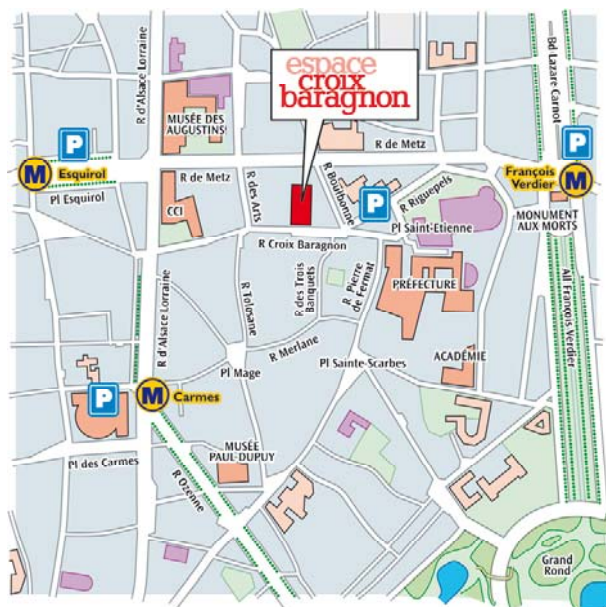 espace
croix
baragnon
R d'Alsace Lorraine
Bd Lazare Carnot
MUSÉE DES
AUGUSTINS
P
P
R de Metz
M
Esquirol
Pl Esquirol
R de Metz
R des Arts
R Boulbonne
P
R Riguepels
François
Verdier
M
CCI
Pl Saint-Etienne
MONUMENT
AUX MORTS
R Croix Baragnon
R d'Alsace Lorraine
R Tolosane
R des Trois
Banquets
R. Pierre
de Fermat
PRÉFECTURE
All François Verdier
R Merlane
Pl Mage
Pl Sainte-Scarbes
ACADÉMIE
P
M
Carmes
MUSÉE
PAUL-DUPUY
Pl des Carmes
R Ozenne
Grand
Rond